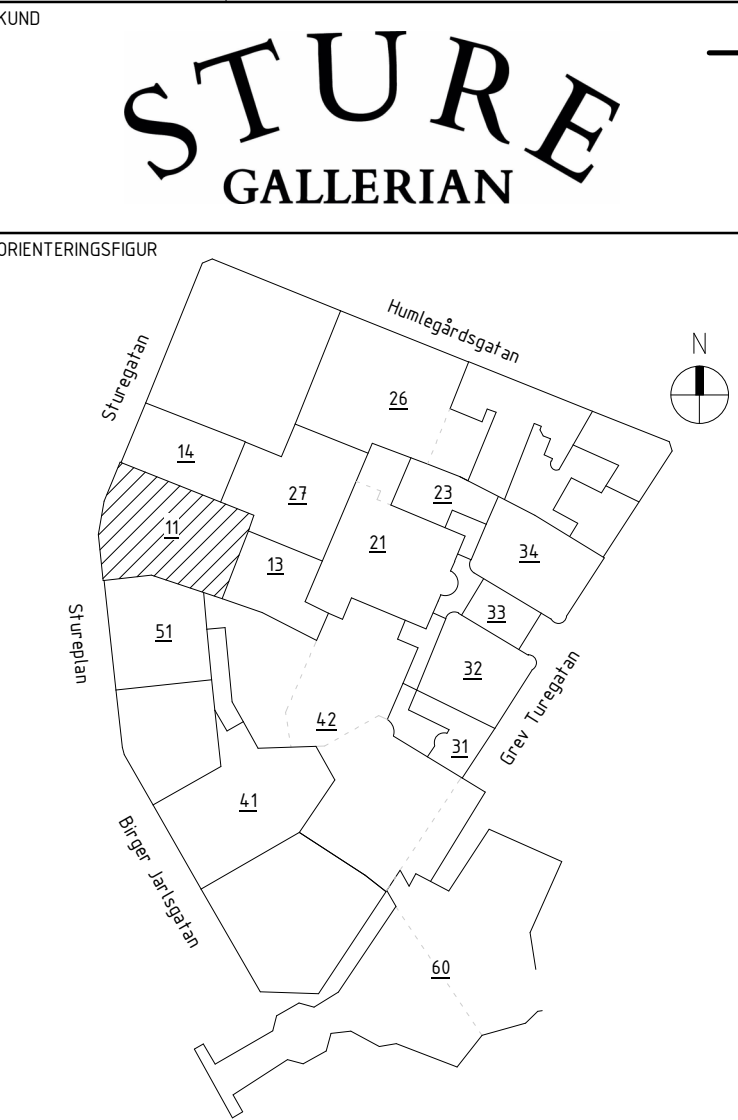 KUND
STURE
GALLERIAN
ORIENTERINGSFIGUR
Humlegårdsgatan
N
Sturegatan
26
14
27
23
11
21
34
13
33
Stureplan
51
32
Grev Turegatan
42
31
41
Birger Jarlsgatan
60